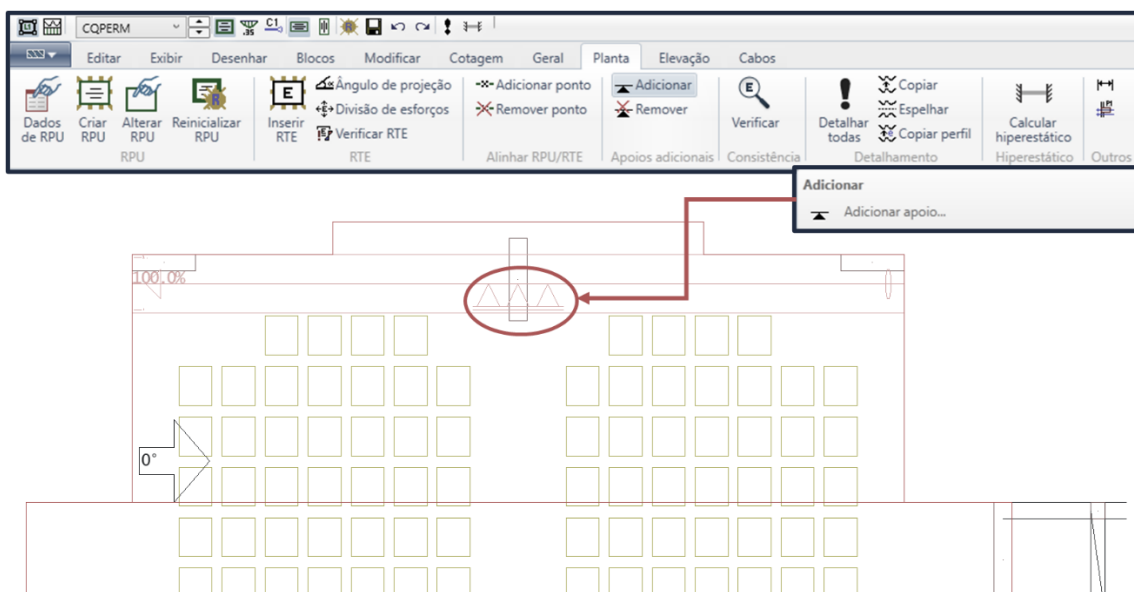 CQPERM
.35
C1
R
Editar Exibir Desenhar Blocos Modificar Cotagem Geral Planta Elevação Cabos
Dados de RPU
Criar RPU
Alterar RPU
Reinicializar RPU
RPU
E
Inserir RTE
Ângulo de projeção
Divisão de esforços
Verificar RTE
RTE
Adicionar ponto
Remover ponto
Alinhar RPU/RTE
Adicionar
Remover
Apoios adicionais
E
Verificar
Consistência
Detalhar todas
Copiar
Espelhar
Copiar perfil
Detalhamento
Calcular hiperestático
Hiperestático
Outros
Adicionar
Adicionar apoio...
100.0%
0°